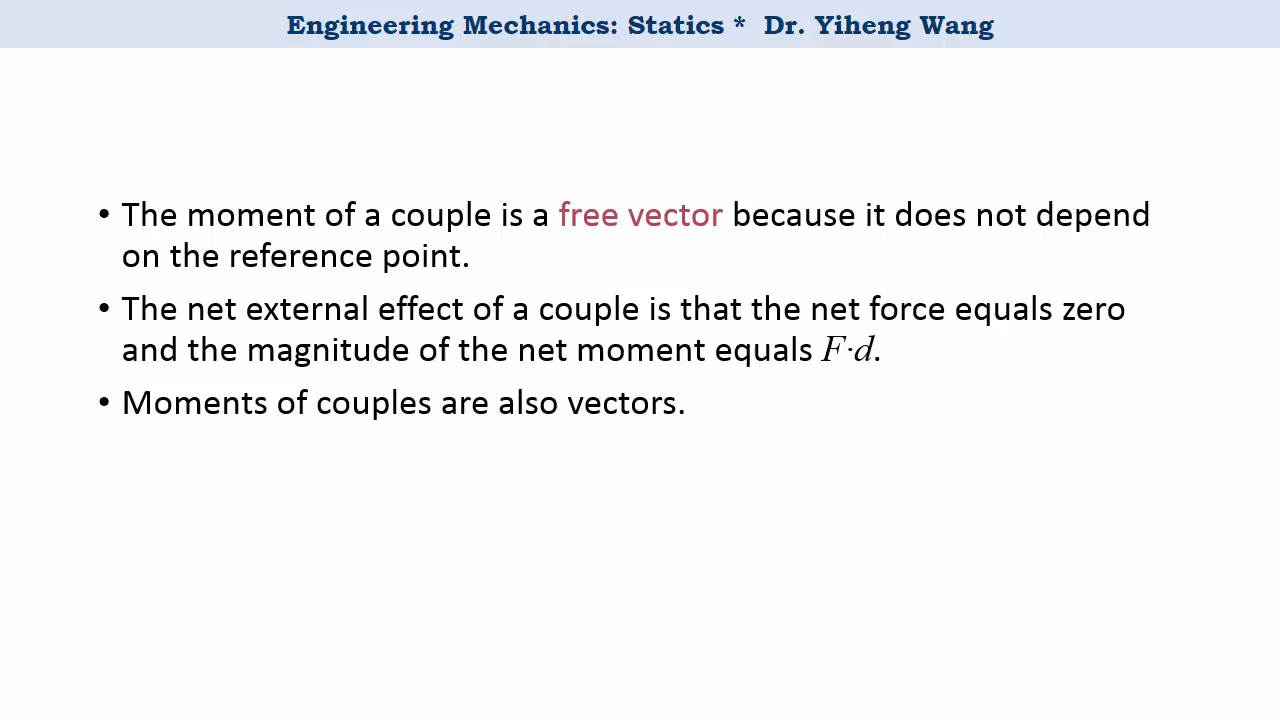 Engineering Mechanics: Statics *  Dr. Yiheng Wang
• The moment of a couple is a free vector because it does not depend
on the reference point.
• The net external effect of a couple is that the net force equals zero
and the magnitude of the net moment equals F·d.
• Moments of couples are also vectors.